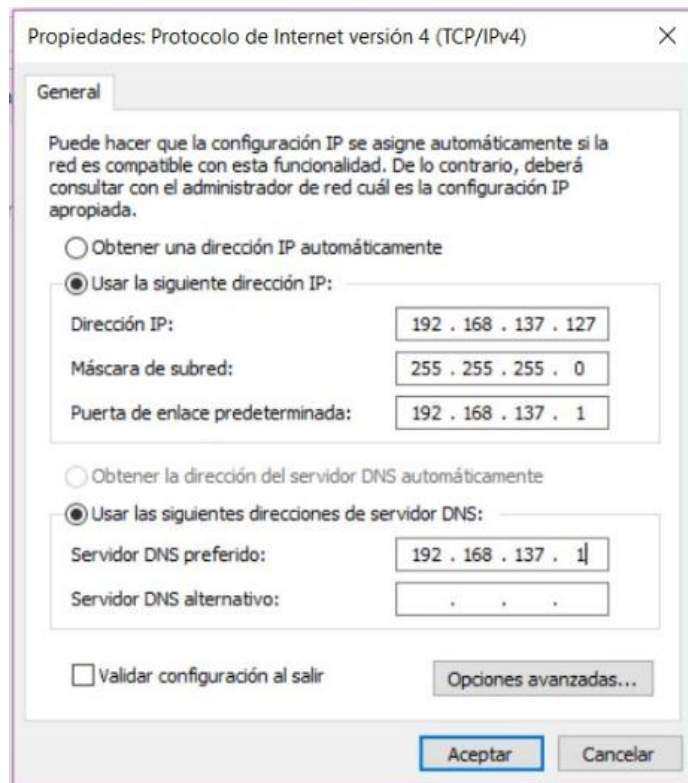 Propiedades: Protocolo de Internet versión 4 (TCP/IPv4)
General
Puede hacer que la configuración IP se asigne automáticamente si la
red es compatible con esta funcionalidad. De lo contrario, deberá
consultar con el administrador de red cuál es la configuración IP
apropiada.
Obtener una dirección IP automáticamente
Usar la siguiente dirección IP:
Dirección IP: 192 . 168 . 137 . 127
Máscara de subred: 255 . 255 . 255 . 0
Puerta de enlace predeterminada: 192 . 168 . 137 . 1
Obtener la dirección del servidor DNS automáticamente
Usar las siguientes direcciones de servidor DNS:
Servidor DNS preferido: 192 . 168 . 137 . 1
Servidor DNS alternativo: . . .
Validar configuración al salir Opciones avanzadas...
Aceptar Cancelar